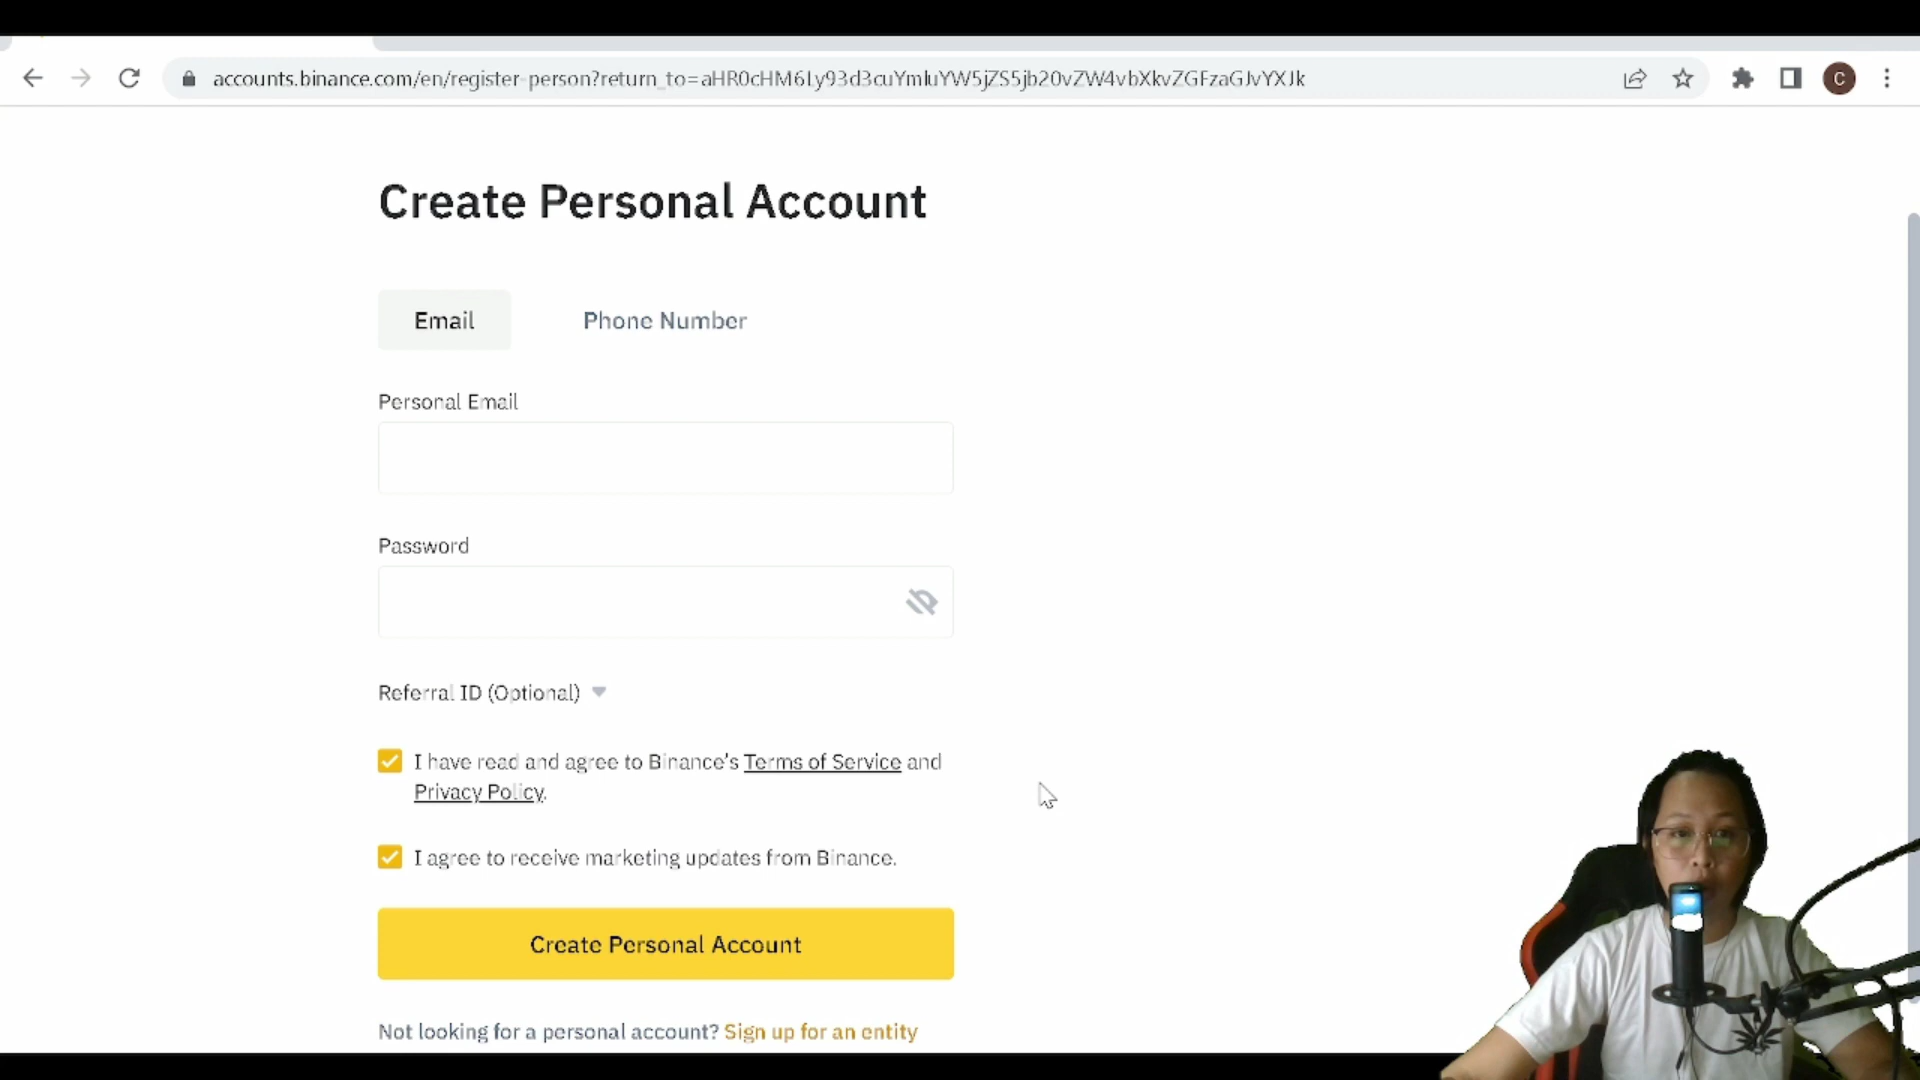 accounts.binance.com/en/register-person?return_to=aHR0cHM6Ly93d3cuYmluYW5jZS5jb20vZW4vbXkvZGFzaGJvYXJk
C
Create Personal Account
Email
Phone Number
Personal Email
Password
Referral ID (Optional)
I have read and agree to Binance's Terms of Service and
Privacy Policy.
I agree to receive marketing updates from Binance.
Create Personal Account
Not looking for a personal account? Sign up for an entity